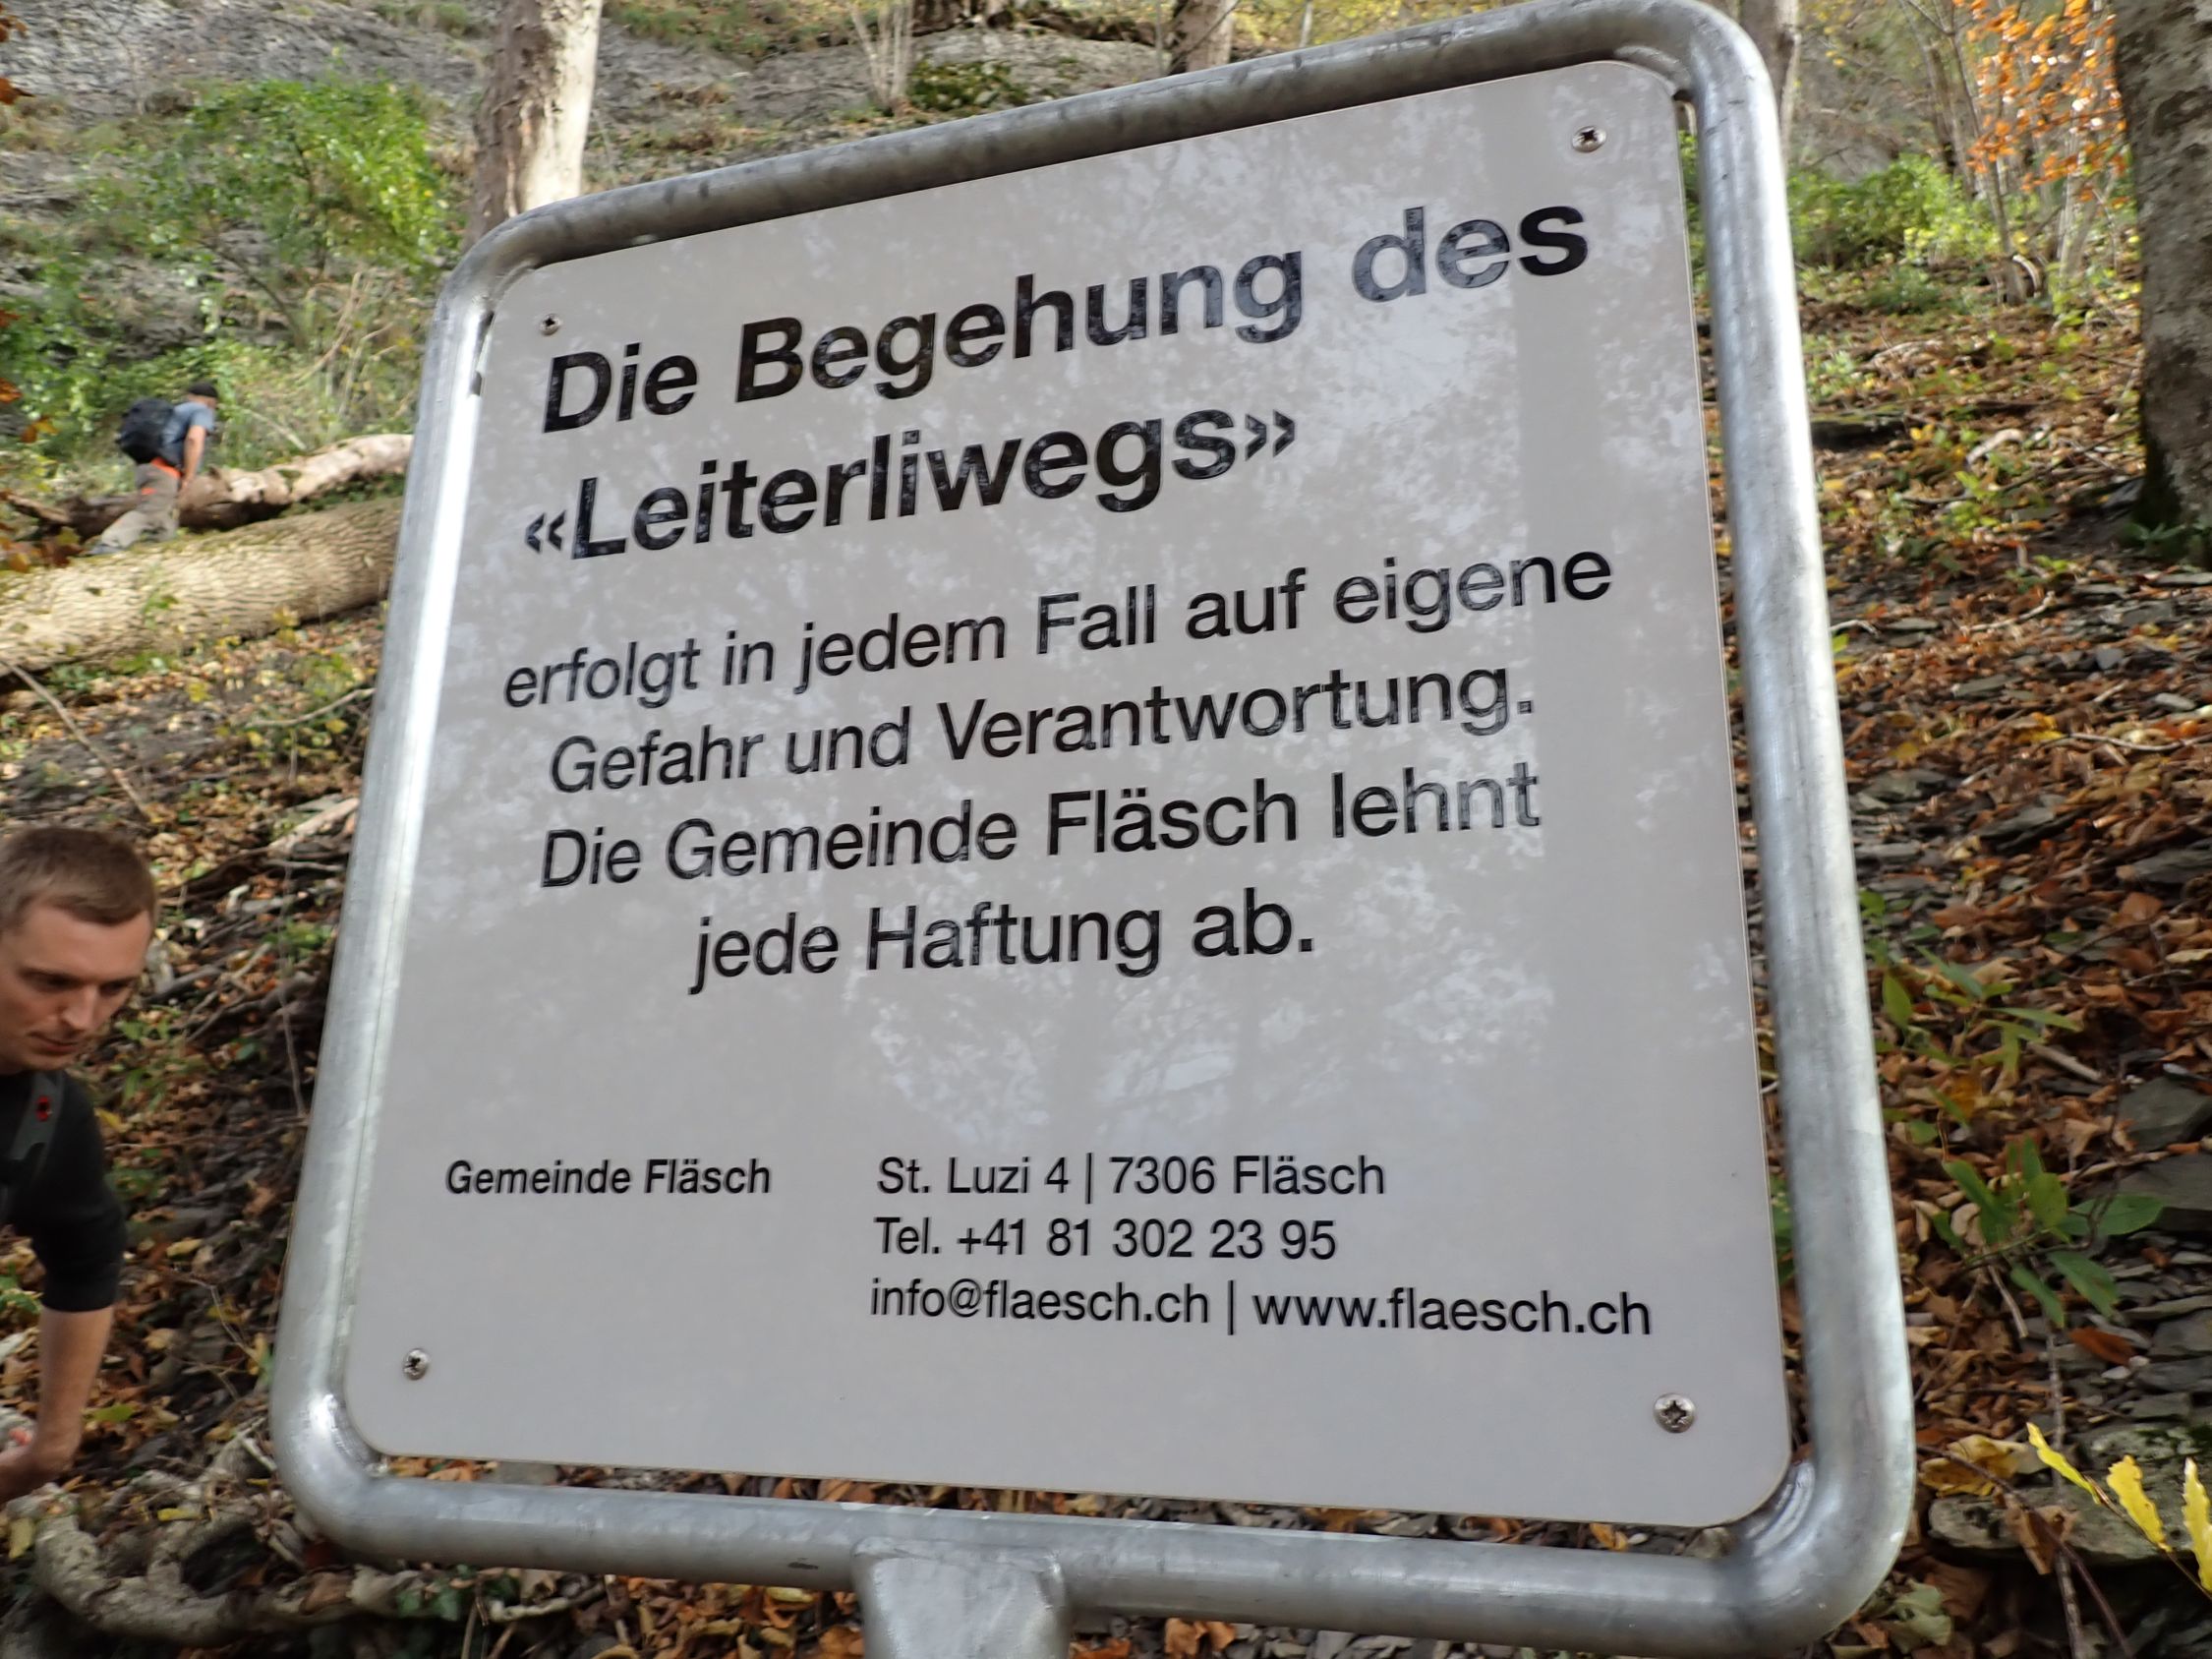 Die Begehung des
«Leiterliwegs»
erfolgt in jedem Fall auf eigene
Gefahr und Verantwortung.
Die Gemeinde Fläsch lehnt
jede Haftung ab.
Gemeinde Fläsch
St. Luzi 4 | 7306 Fläsch
Tel. +41 81 302 23 95
info@flaesch.ch | www.flaesch.ch